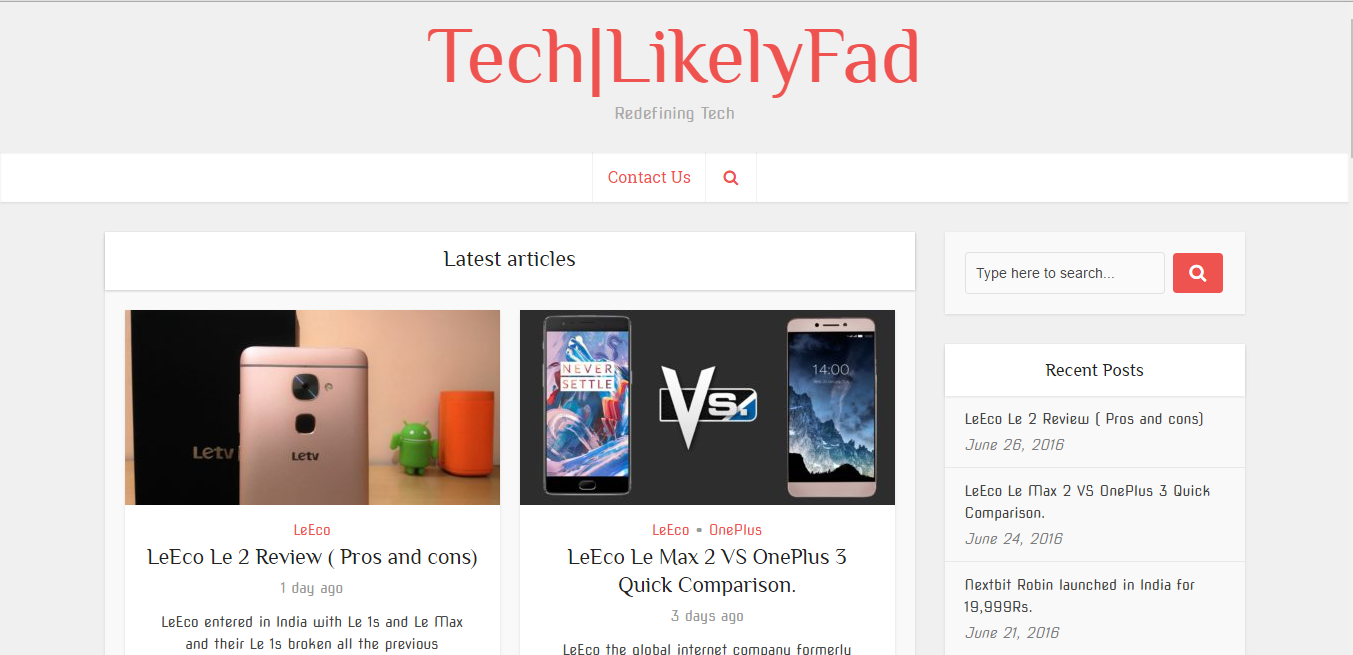 Tech|LikelyFad
Redefining Tech
Contact Us
Latest articles
Letv
Letv
LeEco
LeEco Le 2 Review ( Pros and cons)
1 day ago
LeEco entered in India with Le 1s and Le Max
and their Le 1s broken all the previous
NEVER
SETTLE
VS.
14:00
LeEco • OnePlus
LeEco Le Max 2 VS OnePlus 3
Quick Comparison.
3 days ago
LeEco the global internet company formerly
Type here to search...
Recent Posts
LeEco Le 2 Review ( Pros and cons)
June 26, 2016
LeEco Le Max 2 VS OnePlus 3 Quick
Comparison.
June 24, 2016
Nextbit Robin launched in India for
19,999Rs.
June 21, 2016